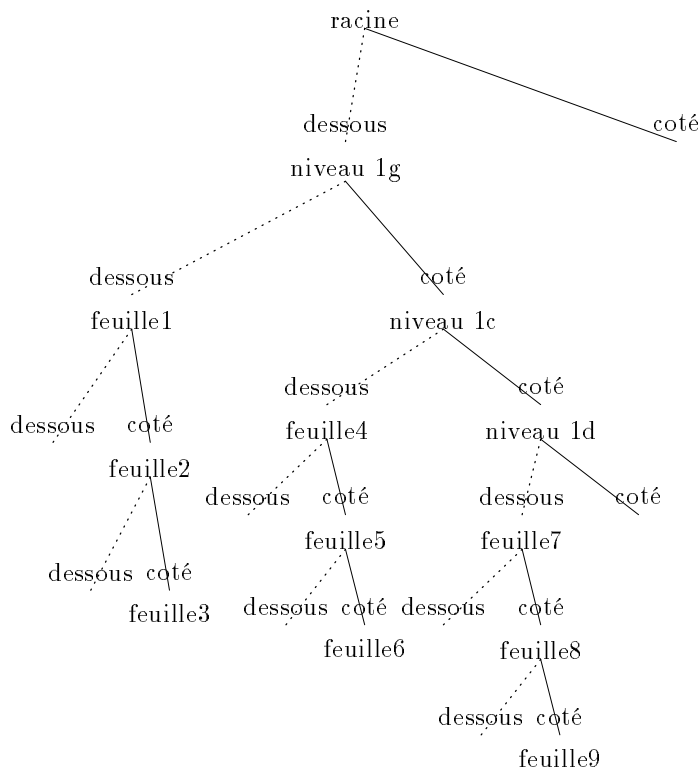 racine
dessous coté
niveau 1g
dessous coté
feuille1 niveau 1c
dessous coté
dessous coté feuille4 niveau 1d
feuille2
dessous coté dessous coté
feuille5 feuille7
dessous coté
dessous coté dessous coté
feuille3
feuille6 feuille8
dessous coté
feuille9